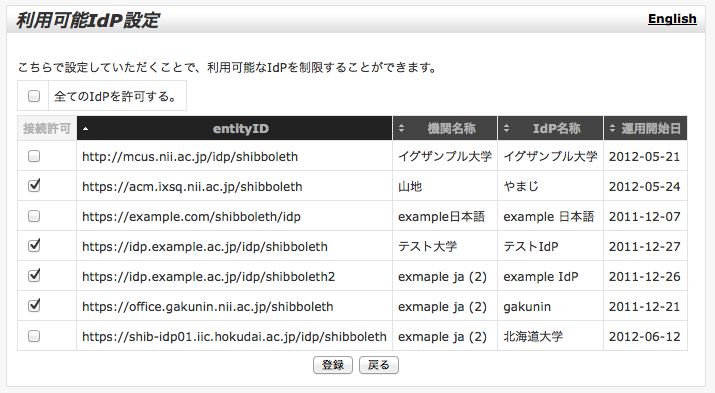 利用可能IdP設定
English
こちらで設定していただくことで、利用可能なIdPを制限することができます。
全てのIdPを許可する。
接続許可 entityID 機関名称 IdP名称 運用開始日
http://mcus.nii.ac.jp/idp/shibboleth イグザンプル大学 イグザンプル大学 2012-05-21
https://acm.ixsq.nii.ac.jp/shibboleth 山地 やまじ 2012-05-24
https://example.com/shibboleth/idp example日本語 example 日本語 2011-12-07
https://idp.example.ac.jp/idp/shibboleth テスト大学 テストIdP 2011-12-27
https://idp.example.ac.jp/idp/shibboleth2 exmaple ja (2) example IdP 2011-12-26
https://office.gakunin.nii.ac.jp/shibboleth exmaple ja (2) gakunin 2011-12-21
https://shib-idp01.iic.hokudai.ac.jp/idp/shibboleth exmaple ja (2) 北海道大学 2012-06-12
登録 戻る